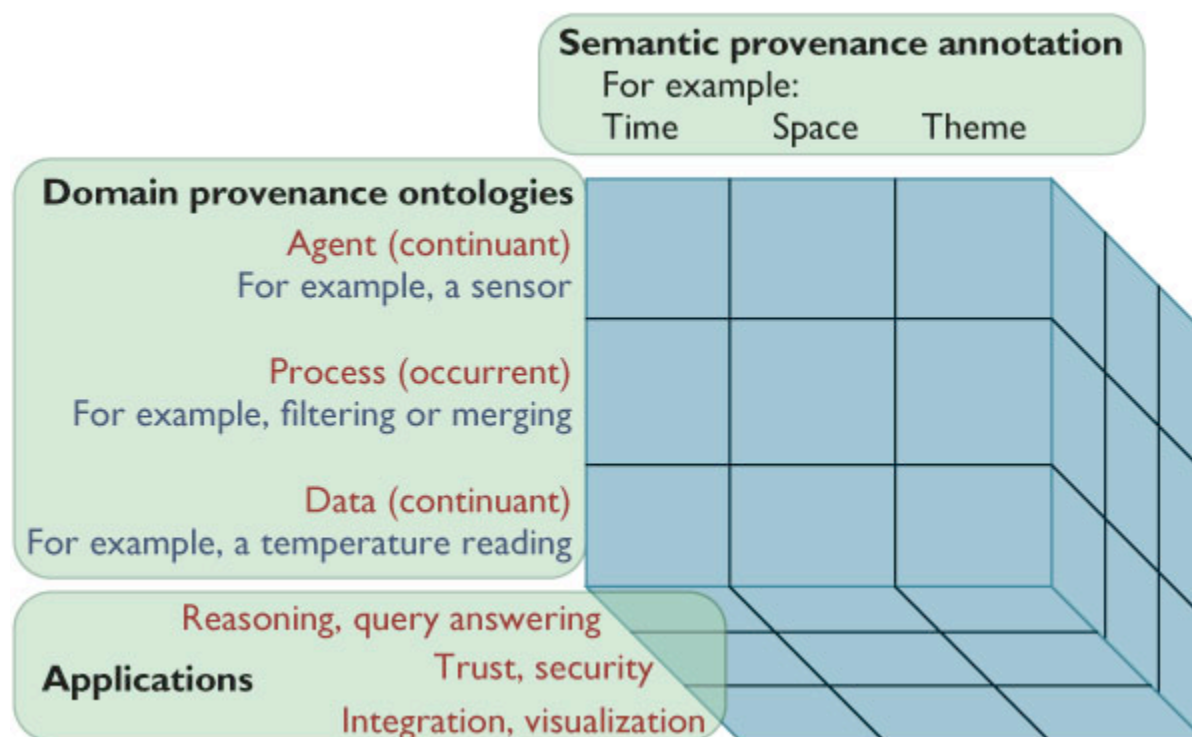 Semantic provenance annotation
For example:
Time Space Theme
Domain provenance ontologies
Agent (continuant)
For example, a sensor
Process (occurrent)
For example, filtering or merging
Data (continuant)
For example, a temperature reading
Reasoning, query answering
Trust, security
Applications
Integration, visualization